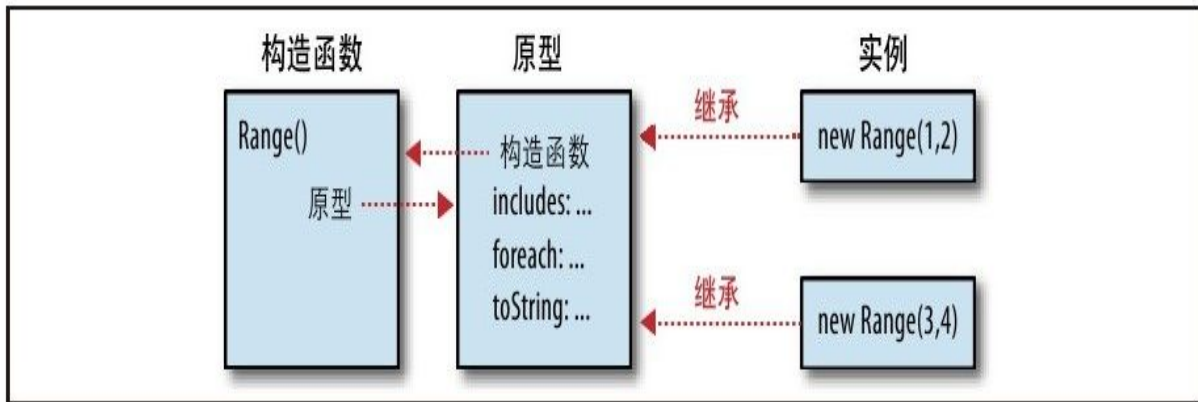 构造函数
原型
实例
Range()
原型
构造函数
includes: ...
foreach: ...
toString: ...
继承
new Range(1,2)
继承
new Range(3,4)